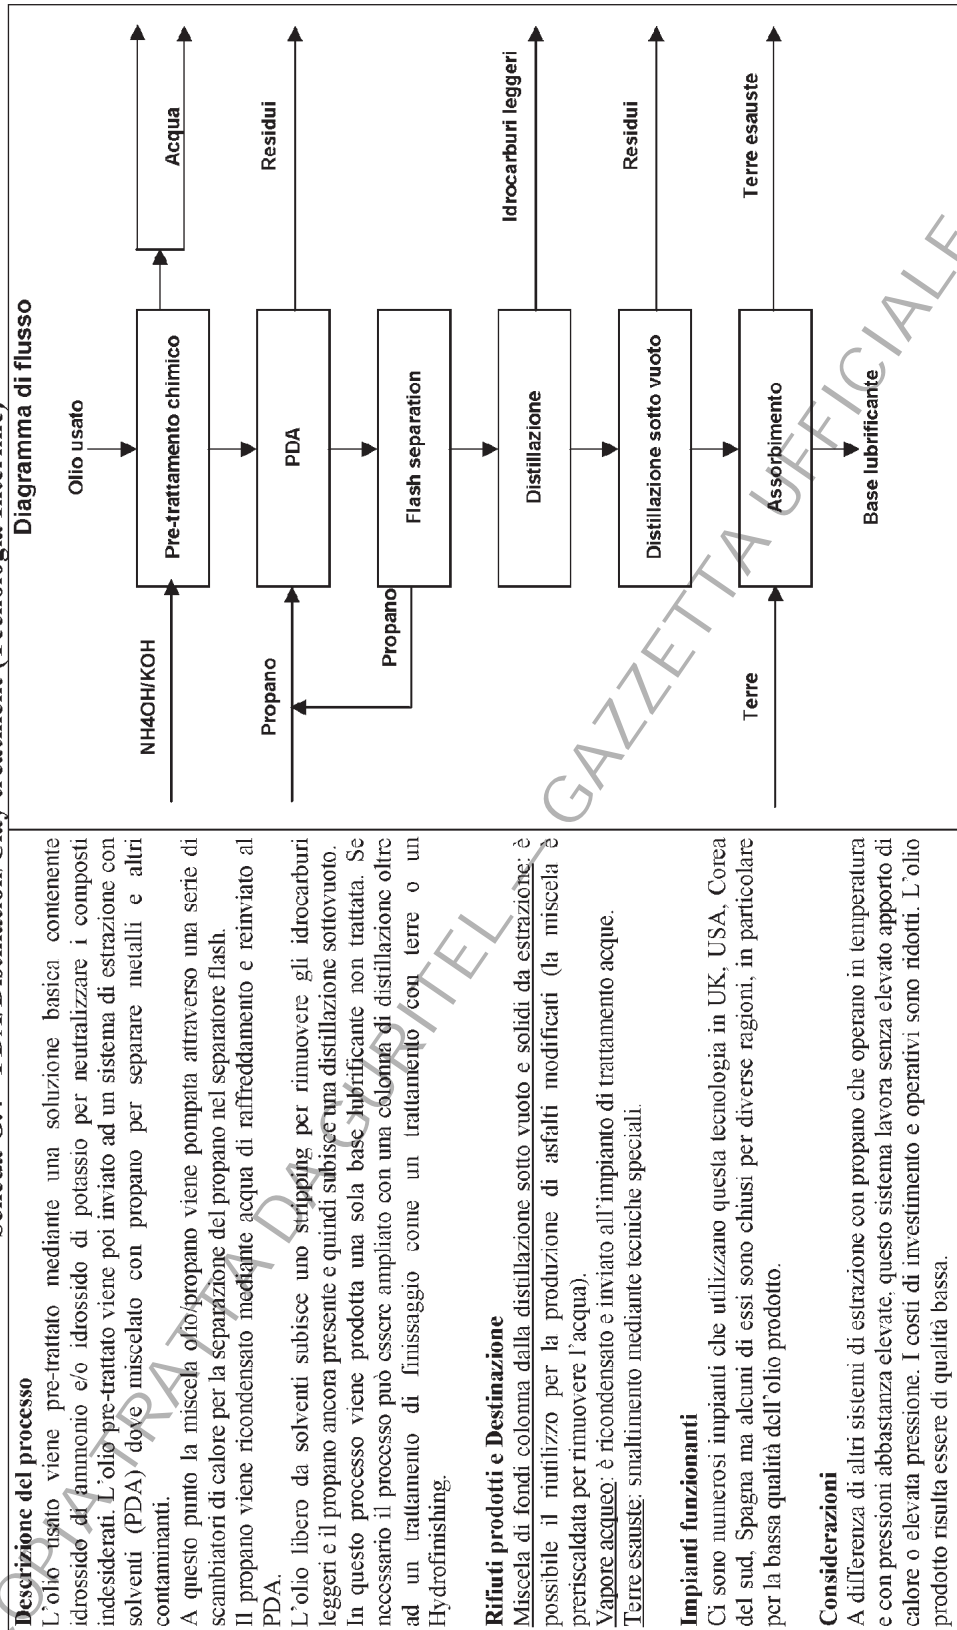 Descrizione del processo
L'olio usato viene pre-trattato mediante una soluzione basica contenente
idrossido di ammonio e/o idrossido di potassio per neutralizzare i composti
indesiderati. L'olio pre-trattato viene poi inviato ad un sistema di estrazione con
solventi (PDA) dove miscelato con propano per separare metalli e altri
contaminanti.
A questo punto la miscela olio/propano viene pompata attraverso una serie di
scambiatori di calore per la separazione del propano nel separatore flash.
Il propano viene ricondensato mediante acqua di raffreddamento e reinviato al
PDA.
L'olio libero da solventi subisce uno stripping per rimuovere gli idrocarburi
leggeri e il propano ancora presente e quindi subisce una distillazione sottovuoto.
In questo processo viene prodotta una sola base lubrificante non trattata. Se
necessario il processo può essere ampliato con una colonna di distillazione oltre
ad un trattamento di finissaggio come un trattamento con terre o un
Hydrofinishing.
Rifiuti prodotti e Destinazione
Miscela di fondi colonna dalla distillazione sotto vuoto e solidi da estrazione: è
possibile il riutilizzo per la produzione di asfalti modificati (la miscela è
preriscaldata per rimuovere l'acqua).
Vapore acqueo: è ricondensato e inviato all'impianto di trattamento acque.
Terre esauste: smaltimento mediante tecniche speciali.
Impianti funzionanti
Ci sono numerosi impianti che utilizzano questa tecnologia in UK, USA, Corea
del sud, Spagna ma alcuni di essi sono chiusi per diverse ragioni, in particolare
per la bassa qualità dell'olio prodotto.
Considerazioni
A differenza di altri sistemi di estrazione con propano che operano in temperatura
e con pressioni abbastanza elevate, questo sistema lavora senza elevato apporto di
calore o elevata pressione. I costi di investimento e operativi sono ridotti. L'olio
prodotto risulta essere di qualità bassa.
Diagramma di flusso
Olio usato
NH4OH/KOH
Pre-trattamento chimico
Acqua
Propano
PDA
Residui
Propano
Flash separation
Distillazione
Idrocarburi leggeri
Distillazione sotto vuoto
Residui
Terre
Assorbimento
Terre esauste
Base lubrificante
COPIA TRATTA DA GURITEL — GAZZETTA UFFICIALE